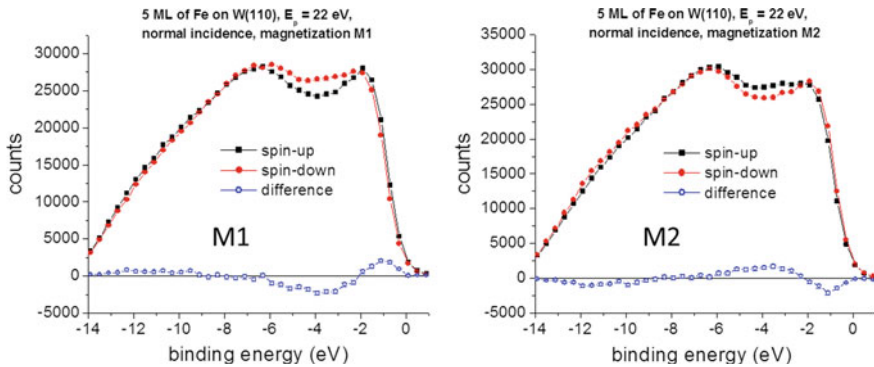 5 ML of Fe on W(110), Eₚ = 22 eV,
normal incidence, magnetization M1
35000
30000
25000
20000
15000
10000
5000
0
-5000
counts
spin-up
spin-down
difference
M1
-14
-12
-10
-8
-6
-4
-2
0
binding energy (eV)
5 ML of Fe on W(110), Eₚ = 22 eV,
normal incidence, magnetization M2
35000
30000
25000
20000
15000
10000
5000
0
-5000
counts
spin-up
spin-down
difference
M2
-14
-12
-10
-8
-6
-4
-2
0
binding energy (eV)